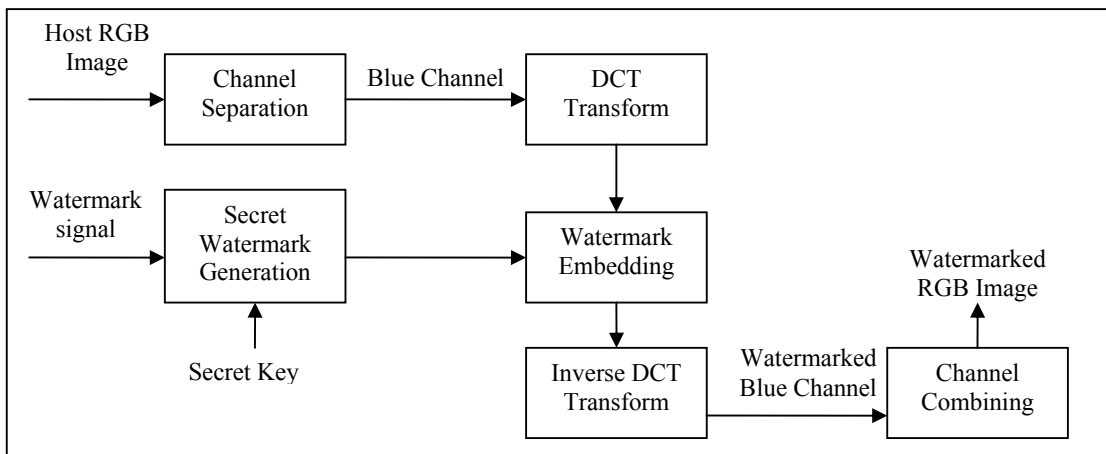 Host RGB
Image
Channel
Separation
Blue Channel
DCT
Transform
Watermark
signal
Secret
Watermark
Generation
Watermark
Embedding
Watermarked
RGB Image
Secret Key
Inverse DCT
Transform
Watermarked
Blue Channel
Channel
Combining